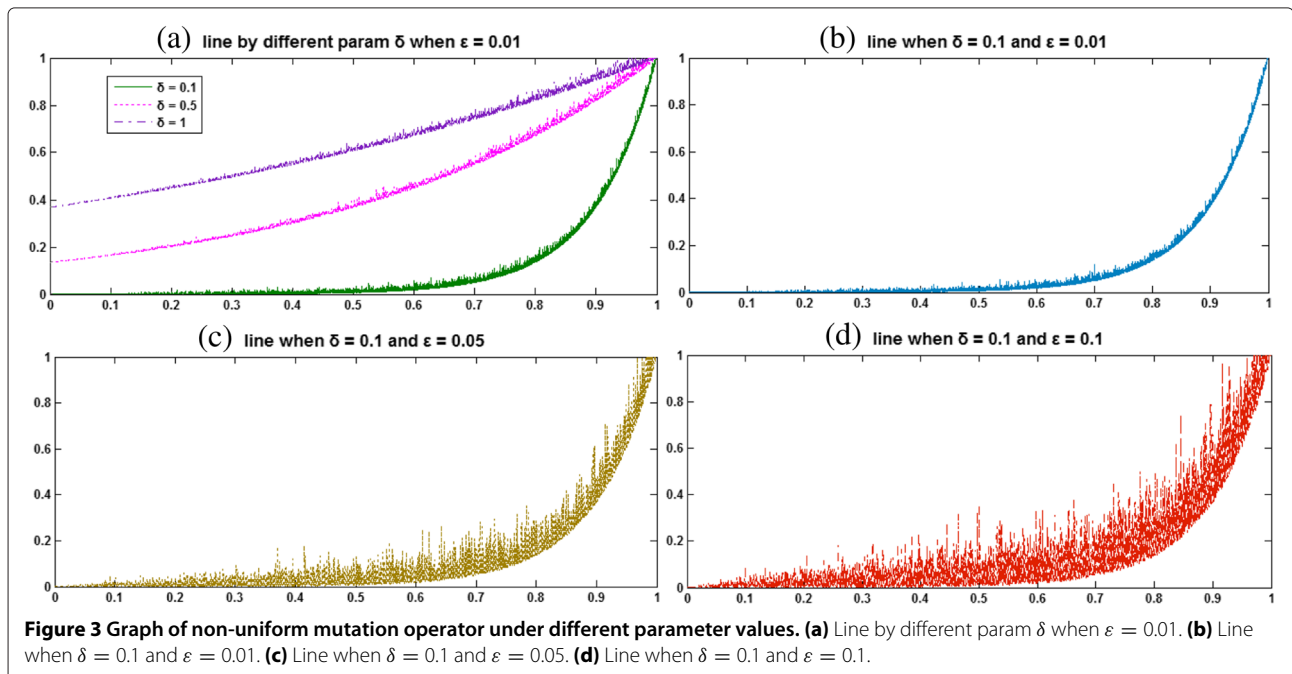 (a) line by different param δ when ε = 0.01
1
0.8
0.6
0.4
0.2
0
δ = 0.1
δ = 0.5
δ = 1
0 0.1 0.2 0.3 0.4 0.5 0.6 0.7 0.8 0.9 1
(b) line when δ = 0.1 and ε = 0.01
1
0.8
0.6
0.4
0.2
0
0 0.1 0.2 0.3 0.4 0.5 0.6 0.7 0.8 0.9 1
(c) line when δ = 0.1 and ε = 0.05
1
0.8
0.6
0.4
0.2
0
0 0.1 0.2 0.3 0.4 0.5 0.6 0.7 0.8 0.9 1
(d) line when δ = 0.1 and ε = 0.1
1
0.8
0.6
0.4
0.2
0
0 0.1 0.2 0.3 0.4 0.5 0.6 0.7 0.8 0.9 1
Figure 3 Graph of non-uniform mutation operator under different parameter values. (a) Line by different param δ when ε = 0.01. (b) Line
when δ = 0.1 and ε = 0.01. (c) Line when δ = 0.1 and ε = 0.05. (d) Line when δ = 0.1 and ε = 0.1.